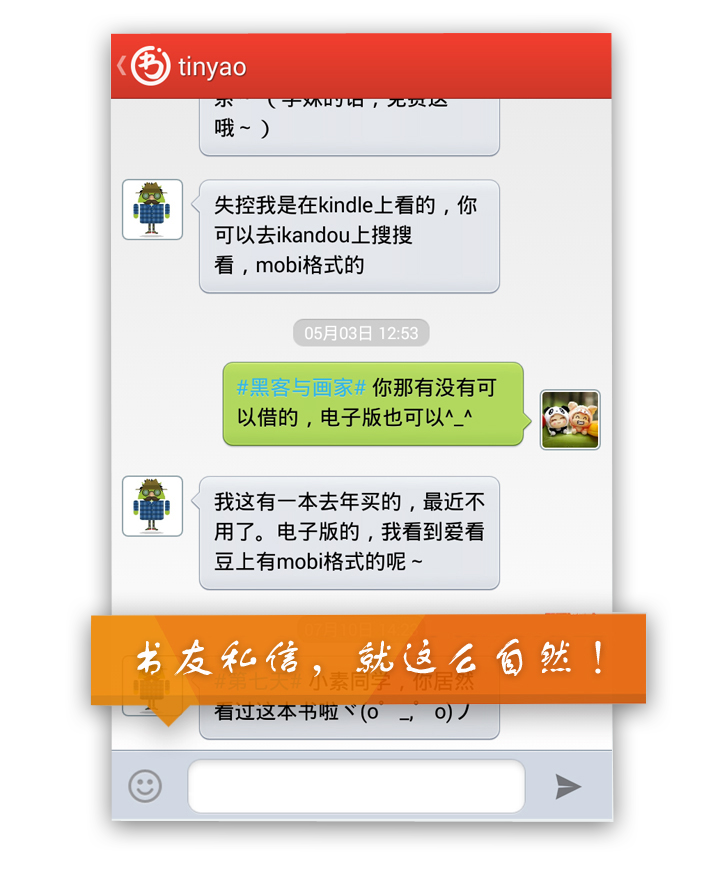 tinyao
哦～）
失控我是在kindle上看的，你
可以去ikandou上搜搜
看，mobi格式的
05月03日 12:53
#黑客与画家# 你那有没有可
以借的，电子版也可以^_^
我这有一本去年买的，最近不
用了。电子版的，我看到爱看
豆上有mobi格式的呢～
书友私信，就这么自然！
#第七天# 小素同学，你居然
看过这本书啦ヾ(o゜_,゜o)ノ